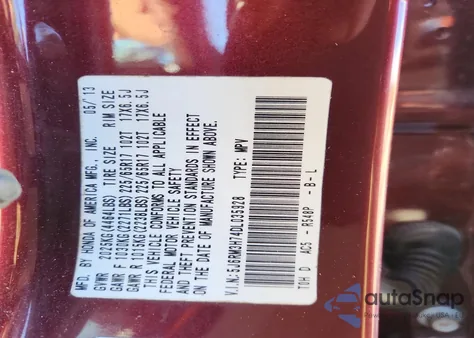 MFD. BY HONDA OF AMERICA MFG., INC. 05/13
GVWR 2025KG(4464LBS) TIRE SIZE RIM SIZE
GAWR F 1030KG(2271LBS) 225/65R17 102T 17X6.5J
GAWR R 1015KG(2238LBS) 225/65R17 102T 17X6.5J
THIS VEHICLE CONFORMS TO ALL APPLICABLE
FEDERAL MOTOR VEHICLE SAFETY
AND THEFT PREVENTION STANDARDS IN EFFECT
ON THE DATE OF MANUFACTURE SHOWN ABOVE.
V.I.N.: 5J6RM3H74DL035928 TYPE: MPV
T0H D AC5 - R548P - B - L
autoSnap